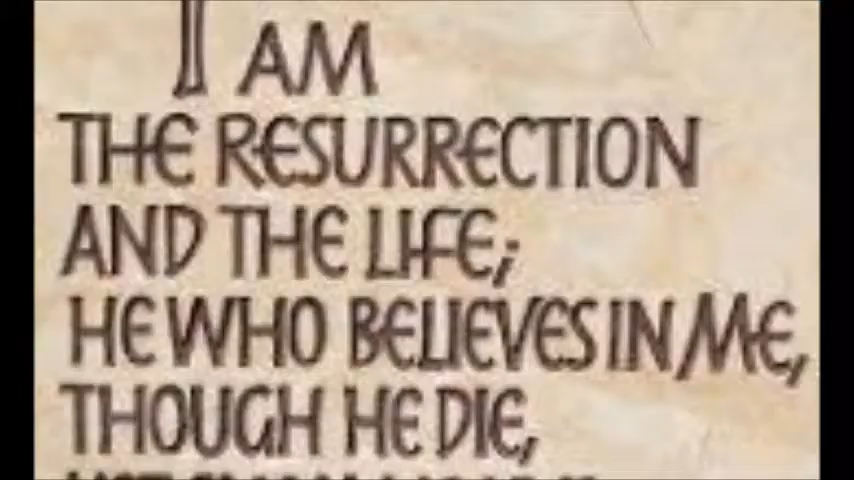 I AM
THE RESURRECTION
AND THE LIFE;
HE WHO BELIEVES IN ME,
THOUGH HE DIE,